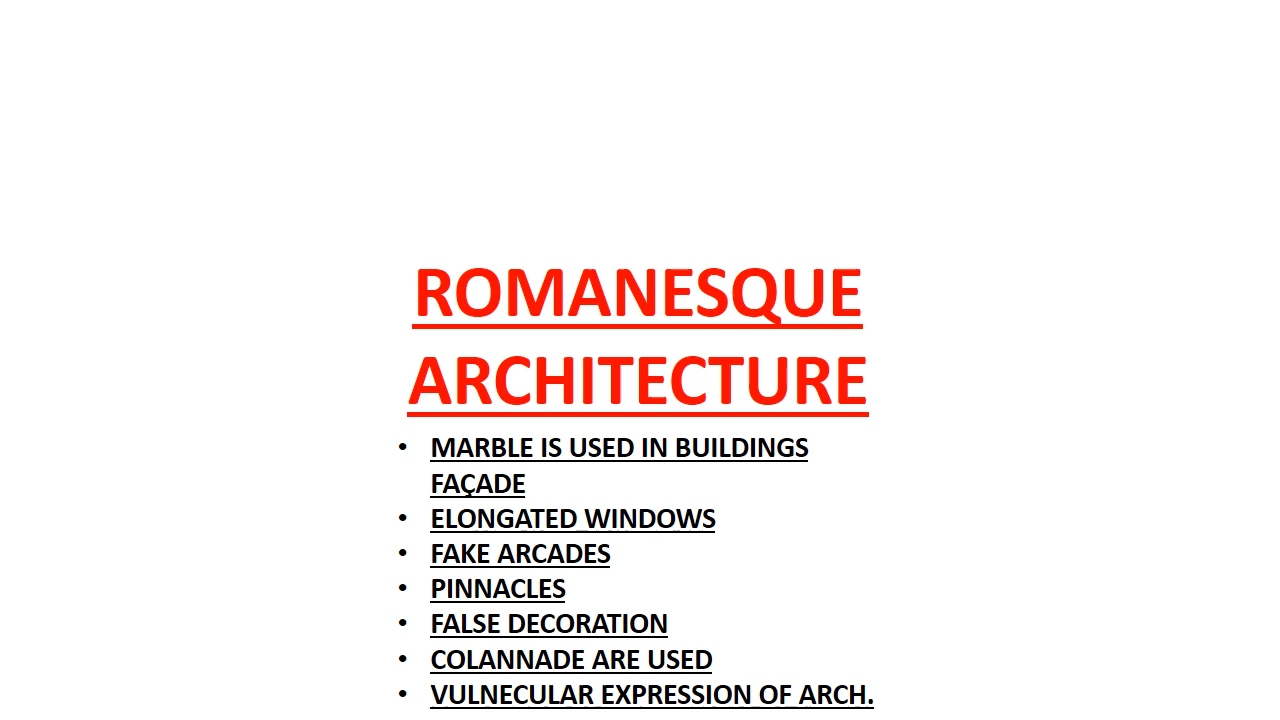 ROMANESQUE
ARCHITECTURE
• MARBLE IS USED IN BUILDINGS
FAÇADE
• ELONGATED WINDOWS
• FAKE ARCADES
• PINNACLES
• FALSE DECORATION
• COLANNADE ARE USED
• VULNECULAR EXPRESSION OF ARCH.